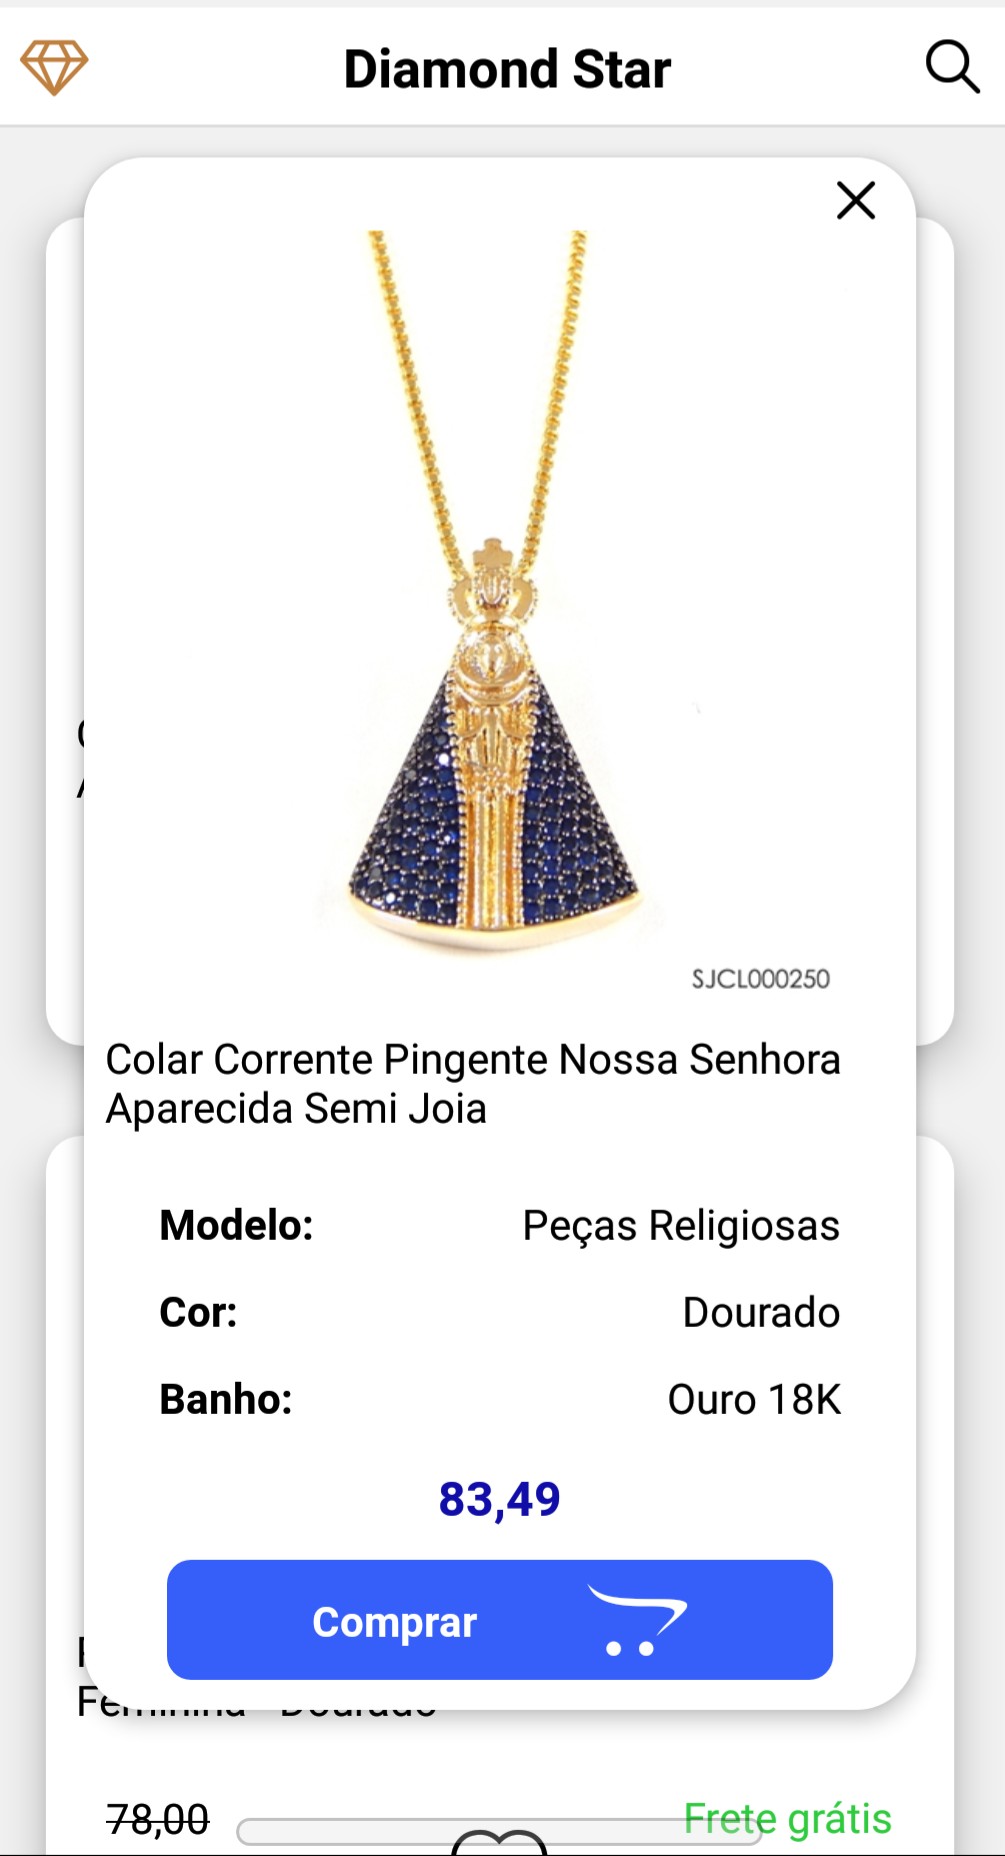 Diamond Star
SJCL000250
Colar Corrente Pingente Nossa Senhora
Aparecida Semi Joia
Modelo: Peças Religiosas
Cor: Dourado
Banho: Ouro 18K
83,49
Comprar
78,00 Frete grátis